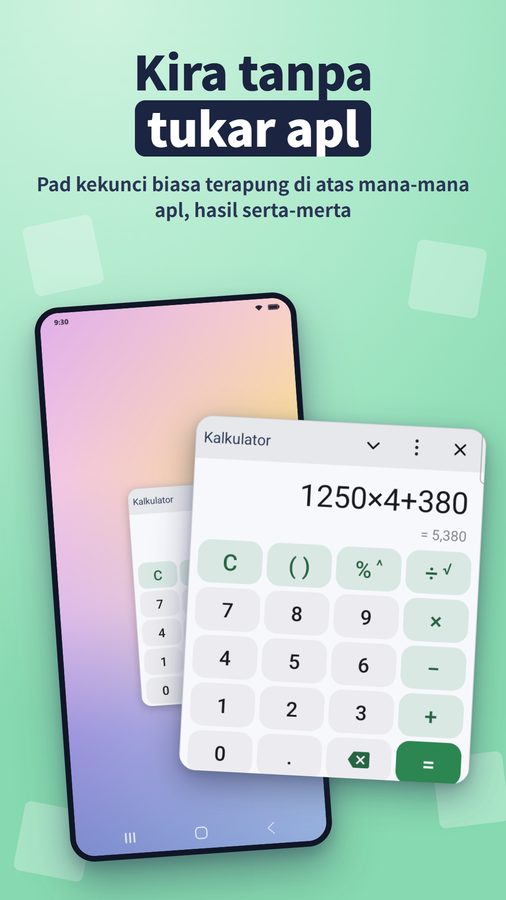 Kira tanpa
tukar apl
Pad kekunci biasa terapung di atas mana-mana
apl, hasil serta-merta
9:30
Kalkulator
1250×4+380
= 5,380
C ( ) % ^ ÷ √
7 8 9 ×
4 5 6 −
1 2 3 +
0 . =
Kalkulator
C
7
4
1
0